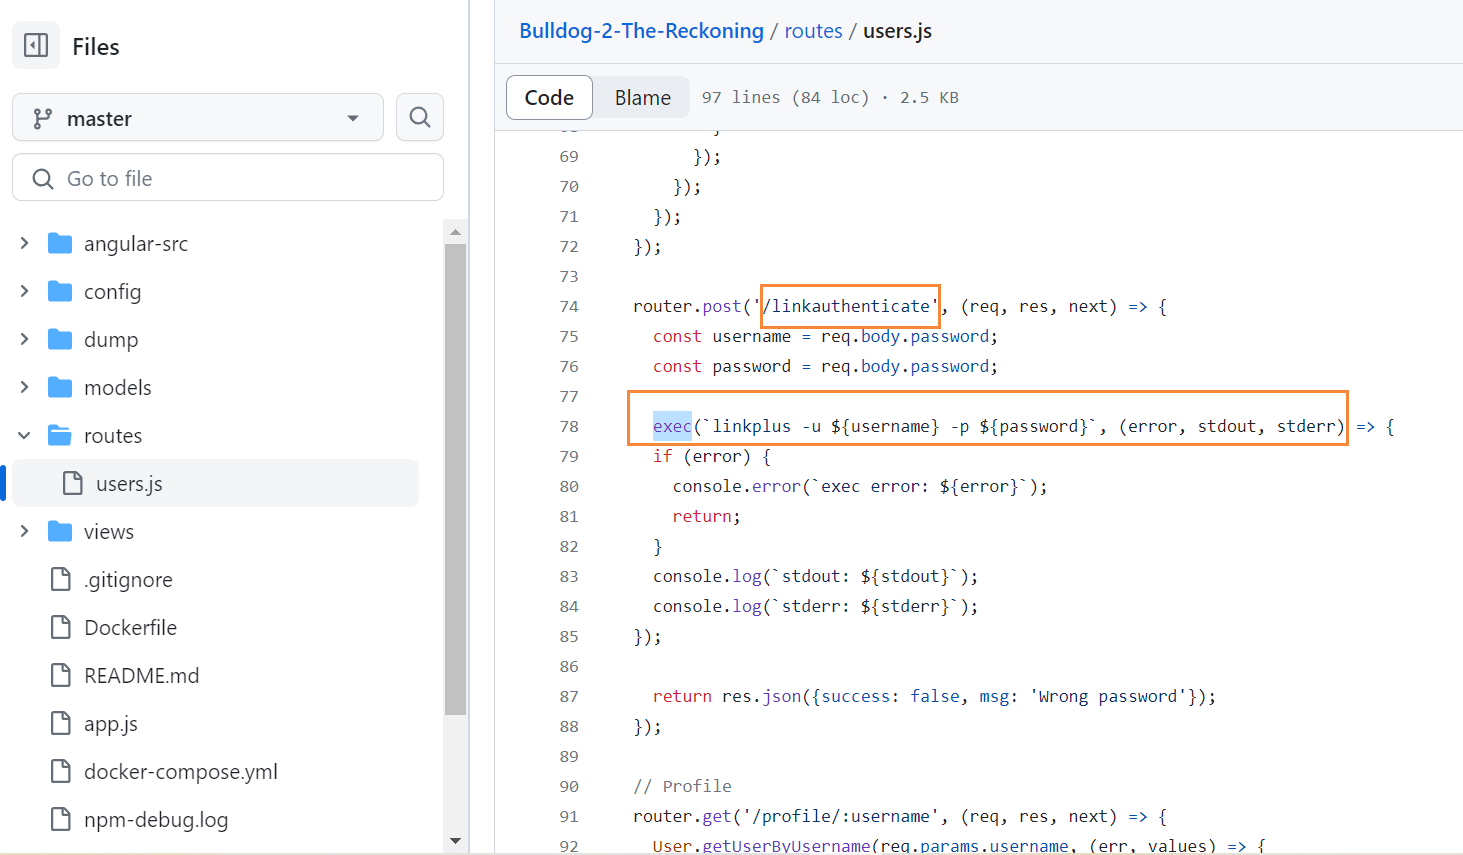 Files
master
Go to file
angular-src
config
dump
models
routes
users.js
views
.gitignore
Dockerfile
README.md
app.js
docker-compose.yml
npm-debug.log
Bulldog-2-The-Reckoning / routes / users.js
Code Blame 97 lines (84 loc) · 2.5 KB
69 });
70 });
71 });
72 });
73
74 router.post('/linkauthenticate', (req, res, next) => {
75 const username = req.body.password;
76 const password = req.body.password;
77
78 exec(`linkplus -u ${username} -p ${password}`, (error, stdout, stderr) => {
79 if (error) {
80 console.error(`exec error: ${error}`);
81 return;
82 }
83 console.log(`stdout: ${stdout}`);
84 console.log(`stderr: ${stderr}`);
85 });
86
87 return res.json({success: false, msg: 'Wrong password'});
88 });
89
90 // Profile
91 router.get('/profile/:username', (req, res, next) => {
92 User.getUserByUsername(req.params.username, (err, values) => {